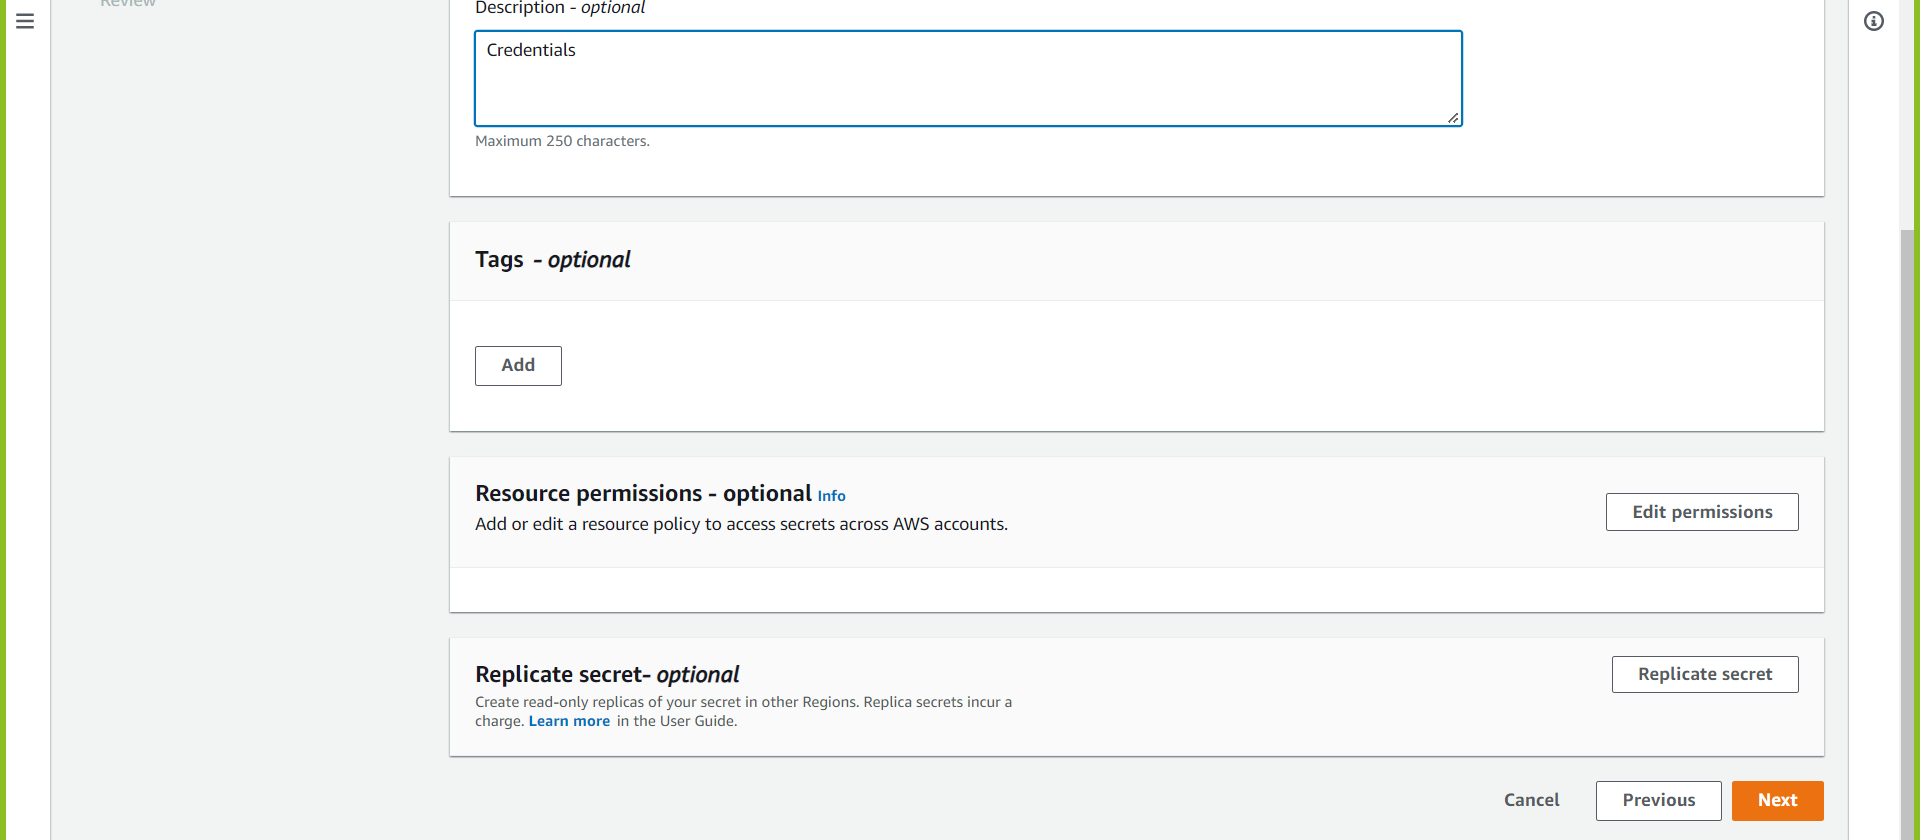 Review
Description - optional
Credentials
Maximum 250 characters.
Tags - optional
Add
Resource permissions - optional Info
Add or edit a resource policy to access secrets across AWS accounts.
Edit permissions
Replicate secret- optional
Create read-only replicas of your secret in other Regions. Replica secrets incur a
charge. Learn more in the User Guide.
Replicate secret
Cancel
Previous
Next